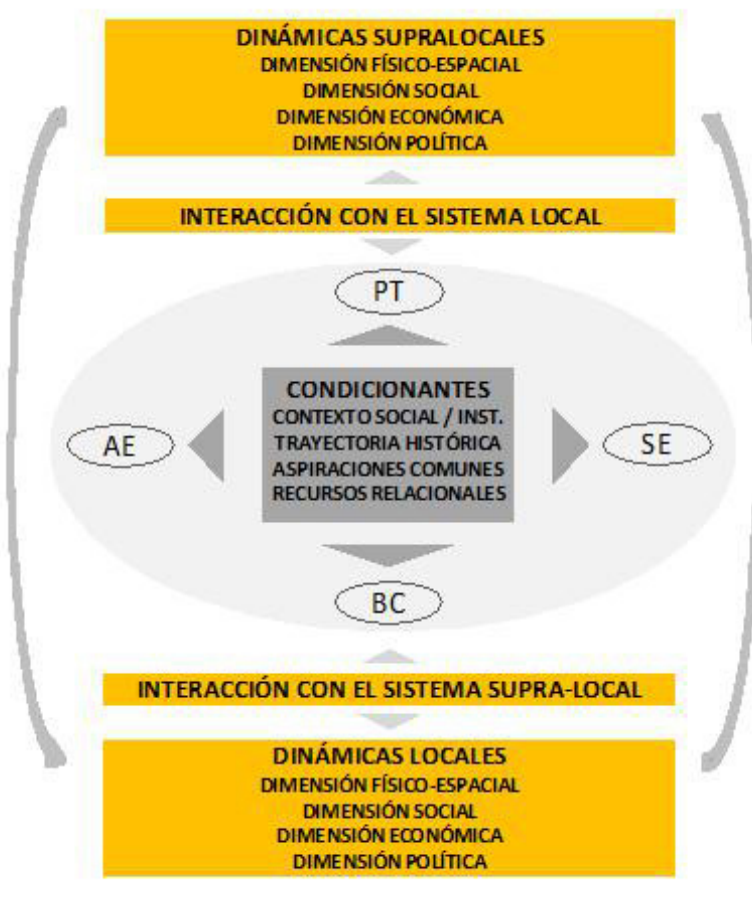 DINÁMICAS SUPRALOCALES
DIMENSIÓN FÍSICO-ESPACIAL
DIMENSIÓN SOCIAL
DIMENSIÓN ECONÓMICA
DIMENSIÓN POLÍTICA
INTERACCIÓN CON EL SISTEMA LOCAL
PT
CONDICIONANTES
CONTEXTO SOCIAL / INST.
TRAYECTORIA HISTÓRICA
ASPIRACIONES COMUNES
RECURSOS RELACIONALES
AE
SE
BC
INTERACCIÓN CON EL SISTEMA SUPRA-LOCAL
DINÁMICAS LOCALES
DIMENSIÓN FÍSICO-ESPACIAL
DIMENSIÓN SOCIAL
DIMENSIÓN ECONÓMICA
DIMENSIÓN POLÍTICA